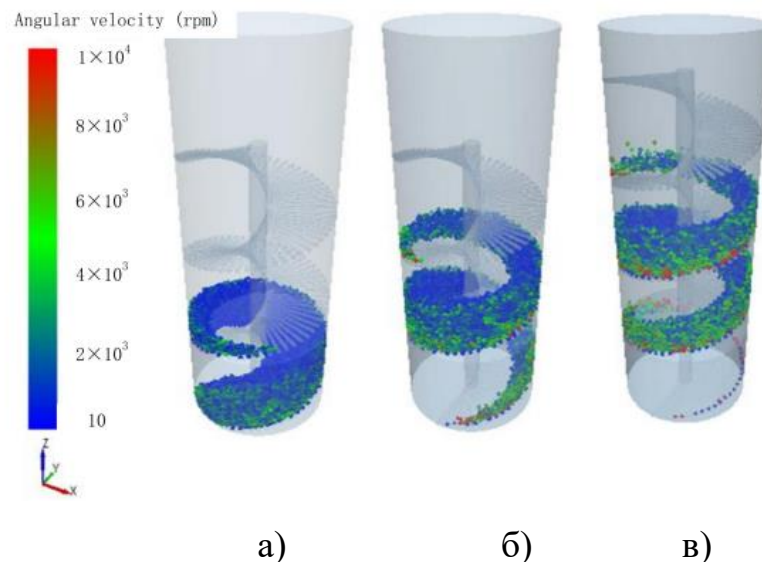 Angular velocity (rpm)
1×10⁴
8×10³
6×10³
4×10³
2×10³
10
Z
Y
X
а) б) в)